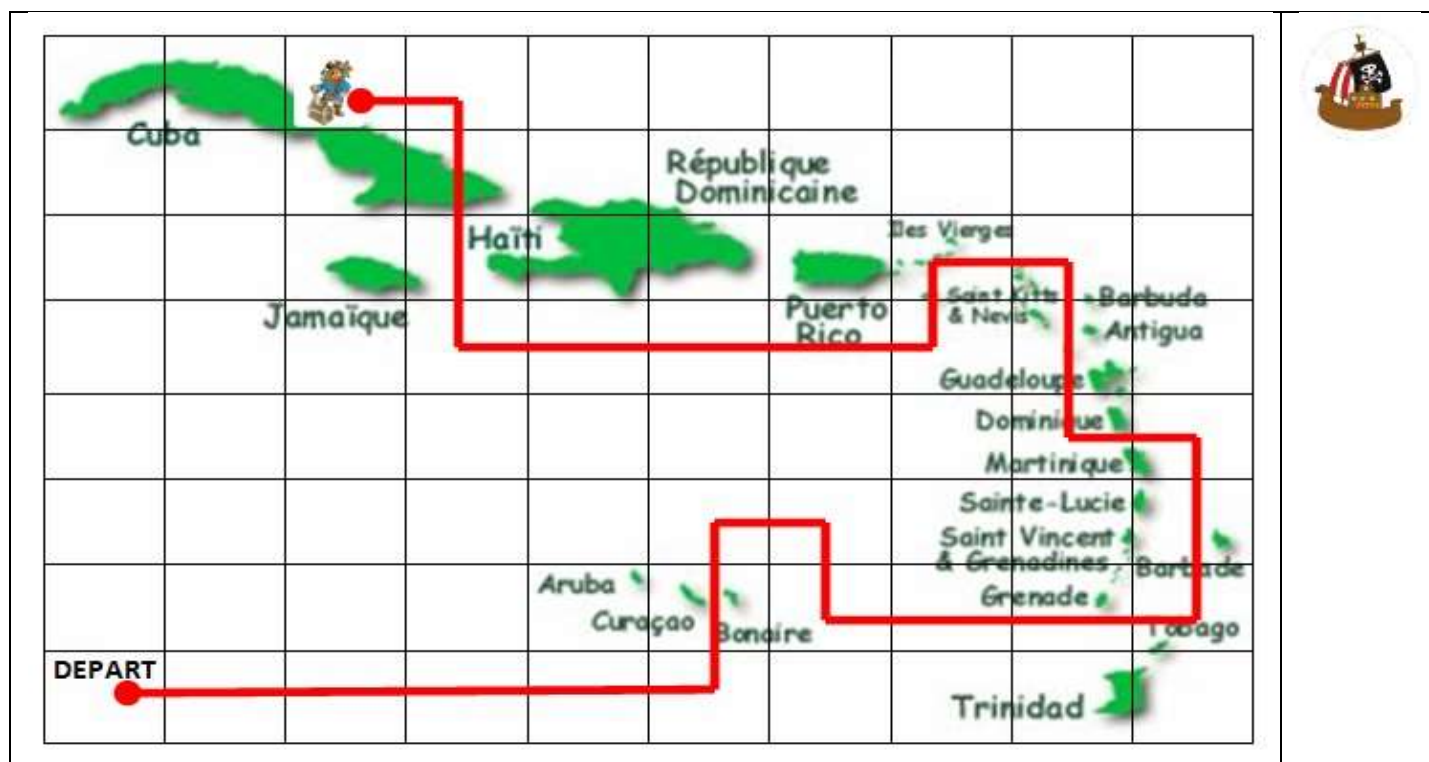 Cuba
République
Dominicaine
Haïti
Iles Vierges
Jamaïque
Puerto
Rico
Saint Kitts
& Nevis
Barbuda
Antigua
Guadeloupe
Dominique
Martinique
Sainte-Lucie
Saint Vincent
& Grenadines
Barbade
Aruba
Grenade
Curaçao
Bonaire
Tobago
DEPART
Trinidad